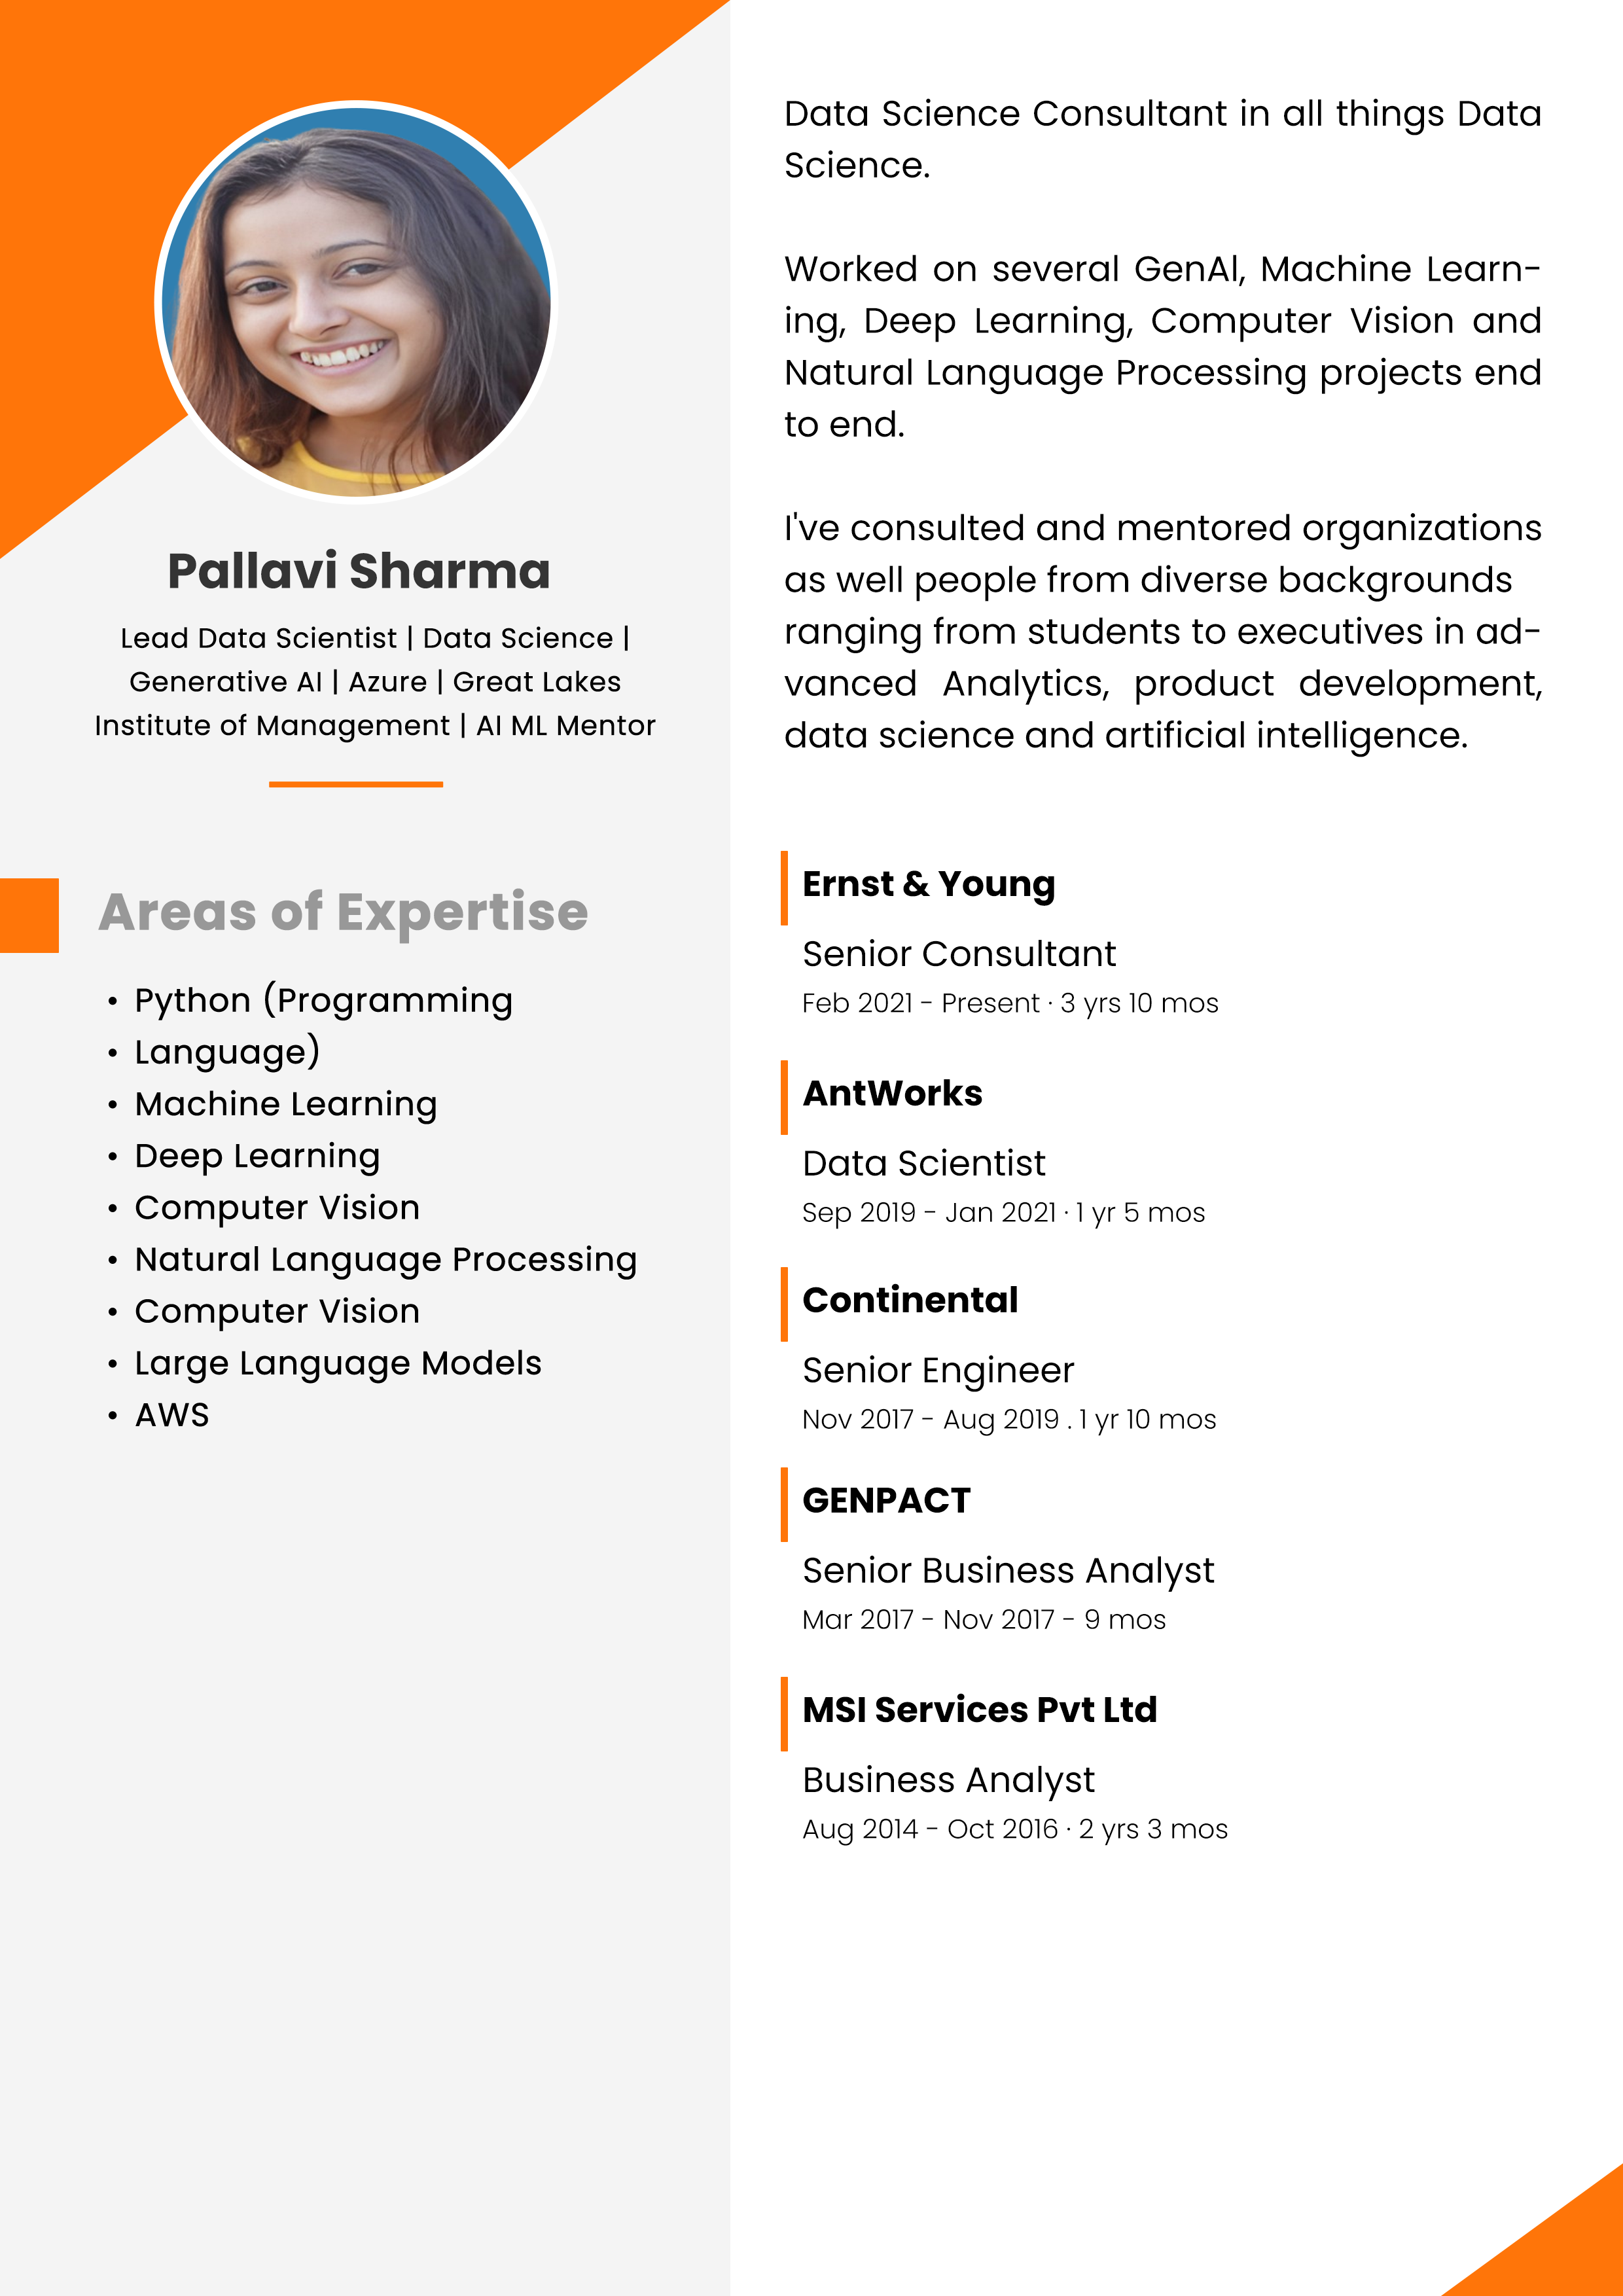 Pallavi Sharma
Lead Data Scientist | Data Science |
Generative AI | Azure | Great Lakes
Institute of Management | AI ML Mentor
Areas of Expertise
• Python (Programming
• Language)
• Machine Learning
• Deep Learning
• Computer Vision
• Natural Language Processing
• Computer Vision
• Large Language Models
• AWS
Data Science Consultant in all things Data
Science.
Worked on several GenAl, Machine Learn-
ing, Deep Learning, Computer Vision and
Natural Language Processing projects end
to end.
I've consulted and mentored organizations
as well people from diverse backgrounds
ranging from students to executives in ad-
vanced Analytics, product development,
data science and artificial intelligence.
Ernst & Young
Senior Consultant
Feb 2021 - Present · 3 yrs 10 mos
AntWorks
Data Scientist
Sep 2019 - Jan 2021 · 1 yr 5 mos
Continental
Senior Engineer
Nov 2017 - Aug 2019 . 1 yr 10 mos
GENPACT
Senior Business Analyst
Mar 2017 - Nov 2017 - 9 mos
MSI Services Pvt Ltd
Business Analyst
Aug 2014 - Oct 2016 · 2 yrs 3 mos